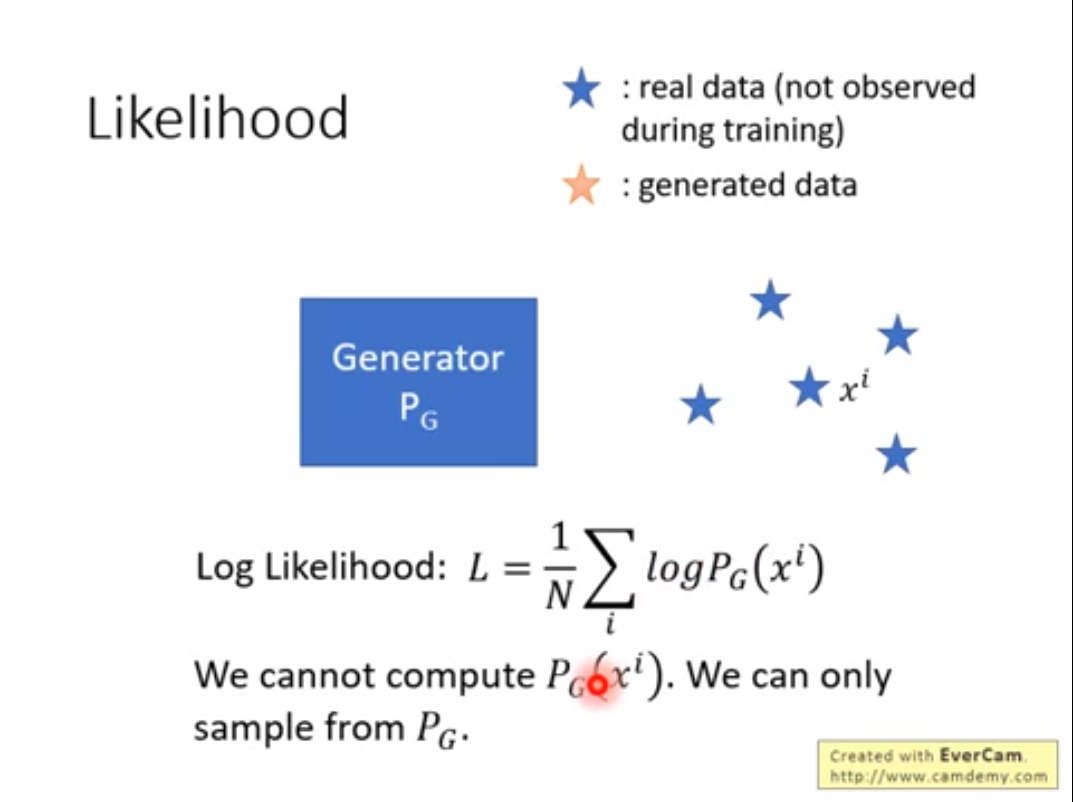 Likelihood
: real data (not observed
during training)
: generated data
Generator
P_G
x^i
Log Likelihood: L = \frac{1}{N} \sum_i logP_G(x^i)
We cannot compute P_G(x^i). We can only
sample from P_G.
Created with EverCam.
http://www.camdemy.com